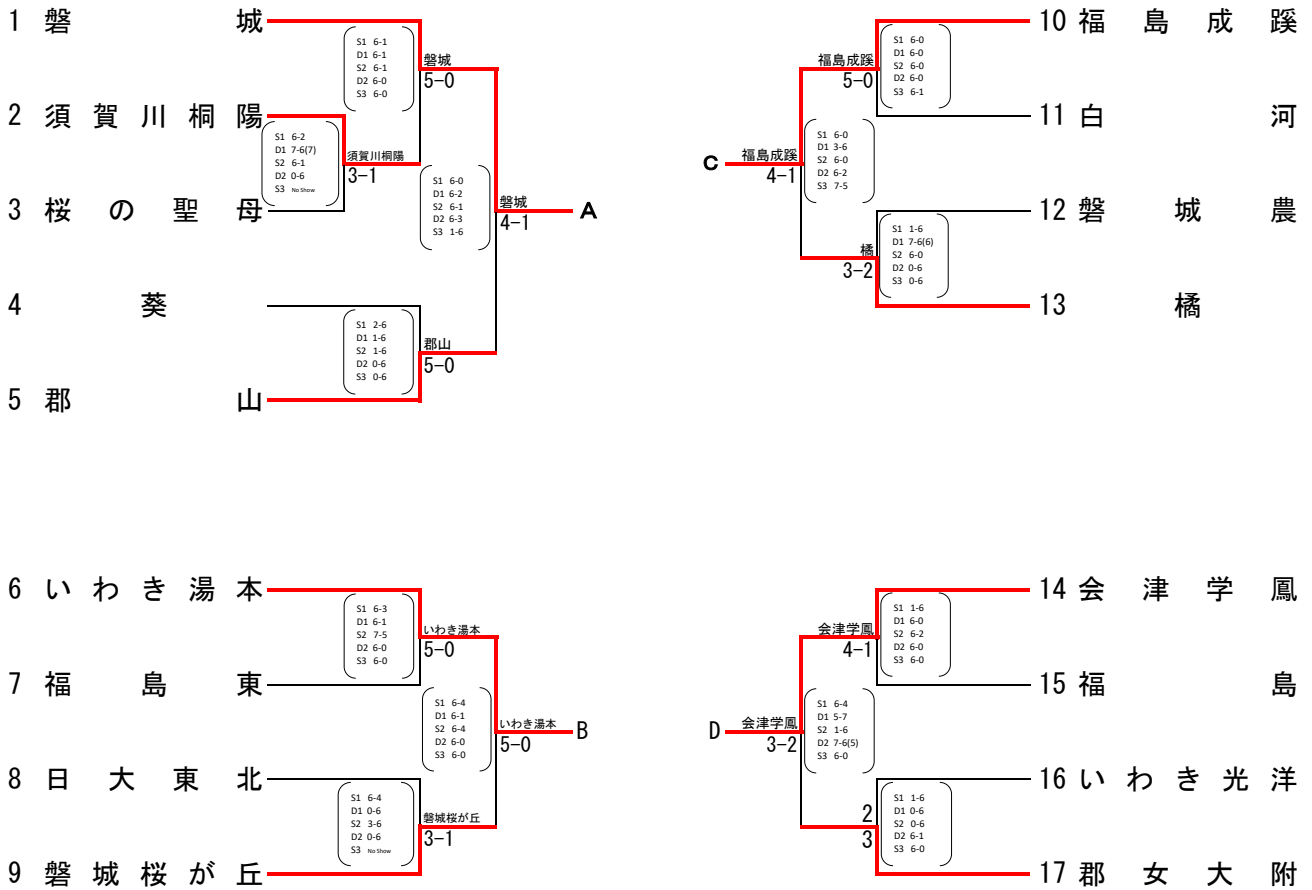 1 磐城
S1 6-1
D1 6-1
S2 6-1
D2 6-0
S3 6-0
磐城
5-0
2 須賀川桐陽
S1 6-2
D1 7-6(7)
S2 6-1
D2 0-6
S3 No Show
須賀川桐陽
3-1
3 桜の聖母
S1 6-0
D1 6-2
S2 6-1
D2 6-3
S3 1-6
磐城
4-1
A
4 葵
S1 2-6
D1 1-6
S2 1-6
D2 0-6
S3 0-6
郡山
5-0
5 郡山
6 いわき湯本
S1 6-3
D1 6-1
S2 7-5
D2 6-0
S3 6-0
いわき湯本
5-0
7 福島東
S1 6-4
D1 6-1
S2 6-4
D2 6-0
S3 6-0
いわき湯本
5-0
B
8 日大東北
S1 6-4
D1 0-6
S2 3-6
D2 0-6
S3 No Show
磐城桜が丘
3-1
9 磐城桜が丘
10 福島成蹊
S1 6-0
D1 6-0
S2 6-0
D2 6-0
S3 6-1
福島成蹊
5-0
11 白河
C
福島成蹊
4-1
S1 6-0
D1 3-6
S2 6-0
D2 6-2
S3 7-5
12 磐城農
S1 1-6
D1 7-6(6)
S2 6-0
D2 0-6
S3 0-6
橘
3-2
13 橘
14 会津学鳳
S1 1-6
D1 6-0
S2 6-2
D2 6-0
S3 6-0
会津学鳳
4-1
15 福島
D
会津学鳳
3-2
S1 6-4
D1 5-7
S2 1-6
D2 7-6(5)
S3 6-0
16 いわき光洋
S1 1-6
D1 0-6
S2 0-6
D2 6-1
S3 6-0
2
3
17 郡女大附